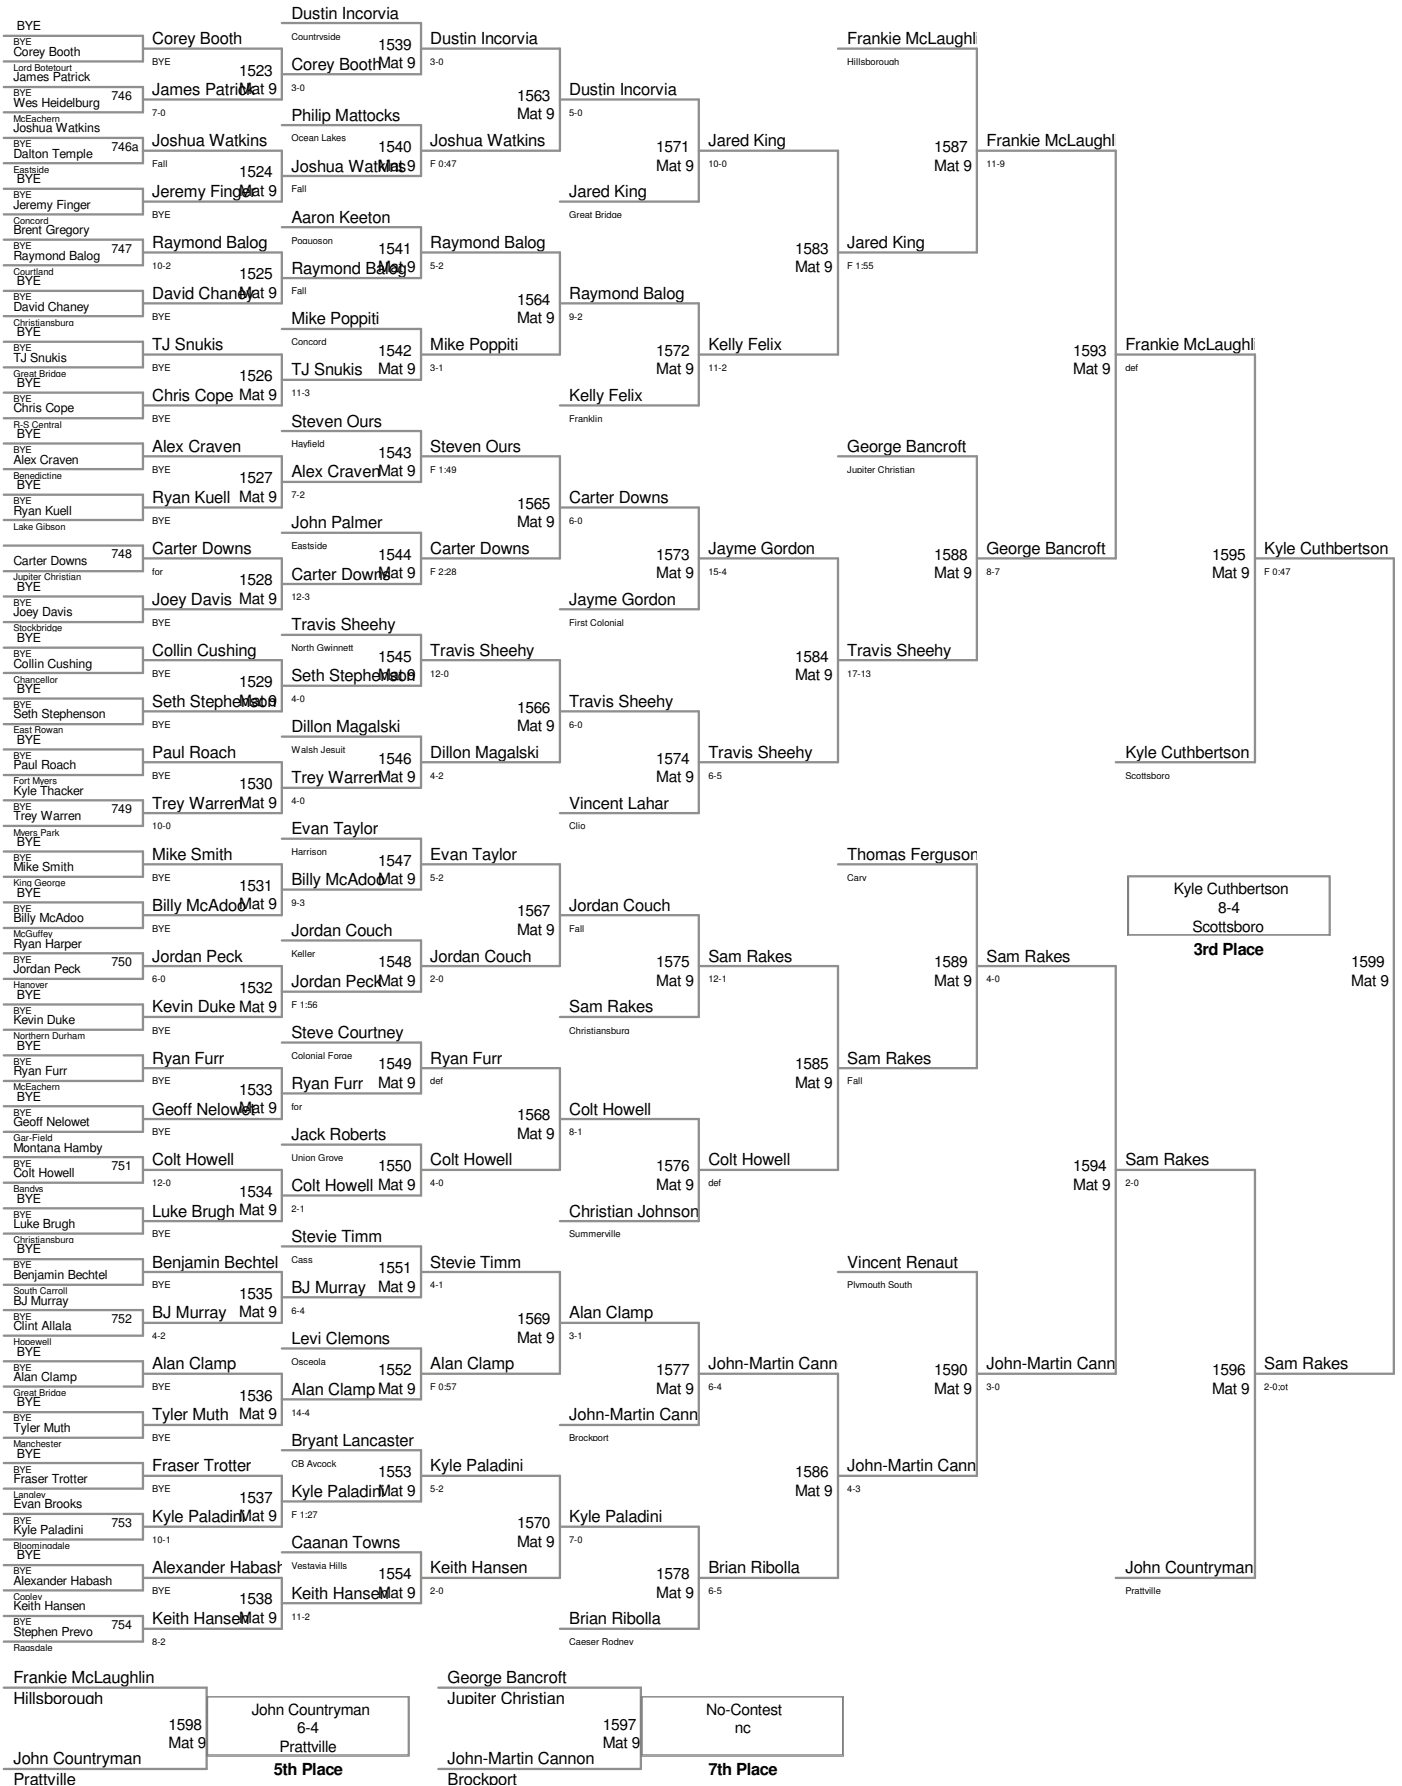 BYE
BYE
Corey Booth
Lord Botetourt
James Patrick
BYE
746
Wes Heidelburg
McEachern
Joshua Watkins
BYE
746a
Dalton Temple
Eastside
BYE
BYE
Jeremy Finger
Concord
Brent Gregory
BYE
747
Raymond Balog
Courtland
BYE
BYE
David Chaney
Christiansburg
BYE
BYE
TJ Snukis
Great Bridge
BYE
BYE
Chris Cope
R-S Central
BYE
BYE
Alex Craven
Benedictine
BYE
BYE
Ryan Kuell
Lake Gibson
748
Carter Downs
Jupiter Christian
BYE
BYE
Joey Davis
Stockbridge
BYE
BYE
Collin Cushing
Chancellor
BYE
BYE
Seth Stephenson
East Rowan
BYE
BYE
Paul Roach
Fort Myers
Kyle Thacker
BYE
749
Trey Warren
Myers Park
BYE
BYE
Mike Smith
King George
BYE
BYE
Billy McAdoo
McGuffey
Ryan Harper
BYE
750
Jordan Peck
Hanover
BYE
BYE
Kevin Duke
Northern Durham
BYE
BYE
Ryan Furr
McEachern
BYE
BYE
Geoff Nelowet
Gar-Field
Montana Hamby
BYE
751
Colt Howell
Bandys
BYE
BYE
Luke Brugh
Christiansburg
BYE
BYE
Benjamin Bechtel
South Carroll
BJ Murray
BYE
752
Clint Allala
Hopewell
BYE
BYE
Alan Clamp
Great Bridge
BYE
BYE
Tyler Muth
Manchester
BYE
BYE
Fraser Trotter
Langley
Evan Brooks
BYE
753
Kyle Paladini
Bloomingdale
BYE
BYE
Alexander Habash
Copley
Keith Hansen
BYE
754
Stephen Prevo
Ragsdale
Corey Booth
BYE
1523
Mat 9
James Patrick
7-0
Joshua Watkins
Fall
1524
Mat 9
Jeremy Finger
BYE
Raymond Balog
10-2
1525
Mat 9
David Chaney
BYE
TJ Snukis
BYE
1526
Mat 9
Chris Cope
BYE
Alex Craven
BYE
1527
Mat 9
Ryan Kuell
BYE
Carter Downs
for
1528
Mat 9
Joey Davis
BYE
Collin Cushing
BYE
1529
Mat 9
Seth Stephenson
BYE
Paul Roach
BYE
1530
Mat 9
Trey Warren
10-0
Mike Smith
BYE
1531
Mat 9
Billy McAdoo
BYE
Jordan Peck
6-0
1532
Mat 9
Kevin Duke
BYE
Ryan Furr
BYE
1533
Mat 9
Geoff Nelowet
BYE
Colt Howell
12-0
1534
Mat 9
Luke Brugh
BYE
Benjamin Bechtel
BYE
1535
Mat 9
BJ Murray
4-2
Alan Clamp
BYE
1536
Mat 9
Tyler Muth
BYE
Fraser Trotter
BYE
1537
Mat 9
Kyle Paladini
10-1
Alexander Habash
BYE
1538
Mat 9
Keith Hansen
8-2
Dustin Incorvia
Countryside
1539
Mat 9
Corey Booth
3-0
Philip Mattocks
Ocean Lakes
1540
Mat 9
Joshua Watkins
Fall
Aaron Keeton
Poquoson
1541
Mat 9
Raymond Balog
Fall
Mike Poppiti
Concord
1542
Mat 9
TJ Snukis
11-3
Steven Ours
Hayfield
1543
Mat 9
Alex Craven
7-2
John Palmer
Eastside
1544
Mat 9
Carter Downs
12-3
Travis Sheehy
North Gwinnett
1545
Mat 9
Seth Stephenson
4-0
Dillon Magalski
Walsh Jesuit
1546
Mat 9
Trey Warren
4-0
Evan Taylor
Harrison
1547
Mat 9
Billy McAdoo
9-3
Jordan Couch
Keller
1548
Mat 9
Jordan Peck
F 1:56
Steve Courtney
Colonial Forge
1549
Mat 9
Ryan Furr
for
Jack Roberts
Union Grove
1550
Mat 9
Colt Howell
2-1
Stevie Timm
Cass
1551
Mat 9
BJ Murray
6-4
Levi Clemons
Osceola
1552
Mat 9
Alan Clamp
14-4
Bryant Lancaster
CB Aycock
1553
Mat 9
Kyle Paladini
F 1:27
Caanan Towns
Vestavia Hills
1554
Mat 9
Keith Hansen
11-2
Dustin Incorvia
3-0
1563
Mat 9
Joshua Watkins
F 0:47
Raymond Balog
5-2
1564
Mat 9
Mike Poppiti
3-1
Steven Ours
F 1:49
1565
Mat 9
Carter Downs
F 2:28
Travis Sheehy
12-0
1566
Mat 9
Dillon Magalski
4-2
Evan Taylor
5-2
1567
Mat 9
Jordan Couch
2-0
Ryan Furr
def
1568
Mat 9
Colt Howell
4-0
Stevie Timm
4-1
1569
Mat 9
Alan Clamp
F 0:57
Kyle Paladini
5-2
1570
Mat 9
Keith Hansen
2-0
Dustin Incorvia
5-0
1571
Mat 9
Jared King
Great Bridge
Raymond Balog
9-2
1572
Mat 9
Kelly Felix
Franklin
Carter Downs
6-0
1573
Mat 9
Jayme Gordon
First Colonial
Travis Sheehy
6-0
1574
Mat 9
Vincent Lahar
Clio
Jordan Couch
Fall
1575
Mat 9
Sam Rakes
Christiansburg
Colt Howell
8-1
1576
Mat 9
Christian Johnson
Summerville
Alan Clamp
3-1
1577
Mat 9
John-Martin Cann
Brockport
Kyle Paladini
7-0
1578
Mat 9
Brian Ribolla
Caeser Rodney
Jared King
10-0
1583
Mat 9
Kelly Felix
11-2
Jayme Gordon
15-4
1584
Mat 9
Travis Sheehy
6-5
Sam Rakes
12-1
1585
Mat 9
Colt Howell
def
John-Martin Cann
6-4
1586
Mat 9
Brian Ribolla
6-5
Frankie McLaughl
Hillsborough
1587
Mat 9
Jared King
F 1:55
George Bancroft
Jupiter Christian
1588
Mat 9
Travis Sheehy
17-13
Thomas Ferguson
Cary
1589
Mat 9
Sam Rakes
Fall
Vincent Renaut
Plymouth South
1590
Mat 9
John-Martin Cann
4-3
Frankie McLaughl
11-9
1593
Mat 9
George Bancroft
8-7
Sam Rakes
4-0
1594
Mat 9
John-Martin Cann
3-0
Frankie McLaughl
def
1595
Mat 9
Kyle Cuthbertson
Scottsboro
Kyle Cuthbertson
8-4
Scottsboro
3rd Place
Sam Rakes
2-0
1596
Mat 9
John Countryman
Prattville
Kyle Cuthbertson
F 0:47
1599
Mat 9
Sam Rakes
2-0;ot
Frankie McLaughlin
Hillsborough
1598
Mat 9
John Countryman
Prattville
John Countryman
6-4
Prattville
5th Place
George Bancroft
Jupiter Christian
1597
Mat 9
John-Martin Cannon
Brockport
No-Contest
nc
7th Place